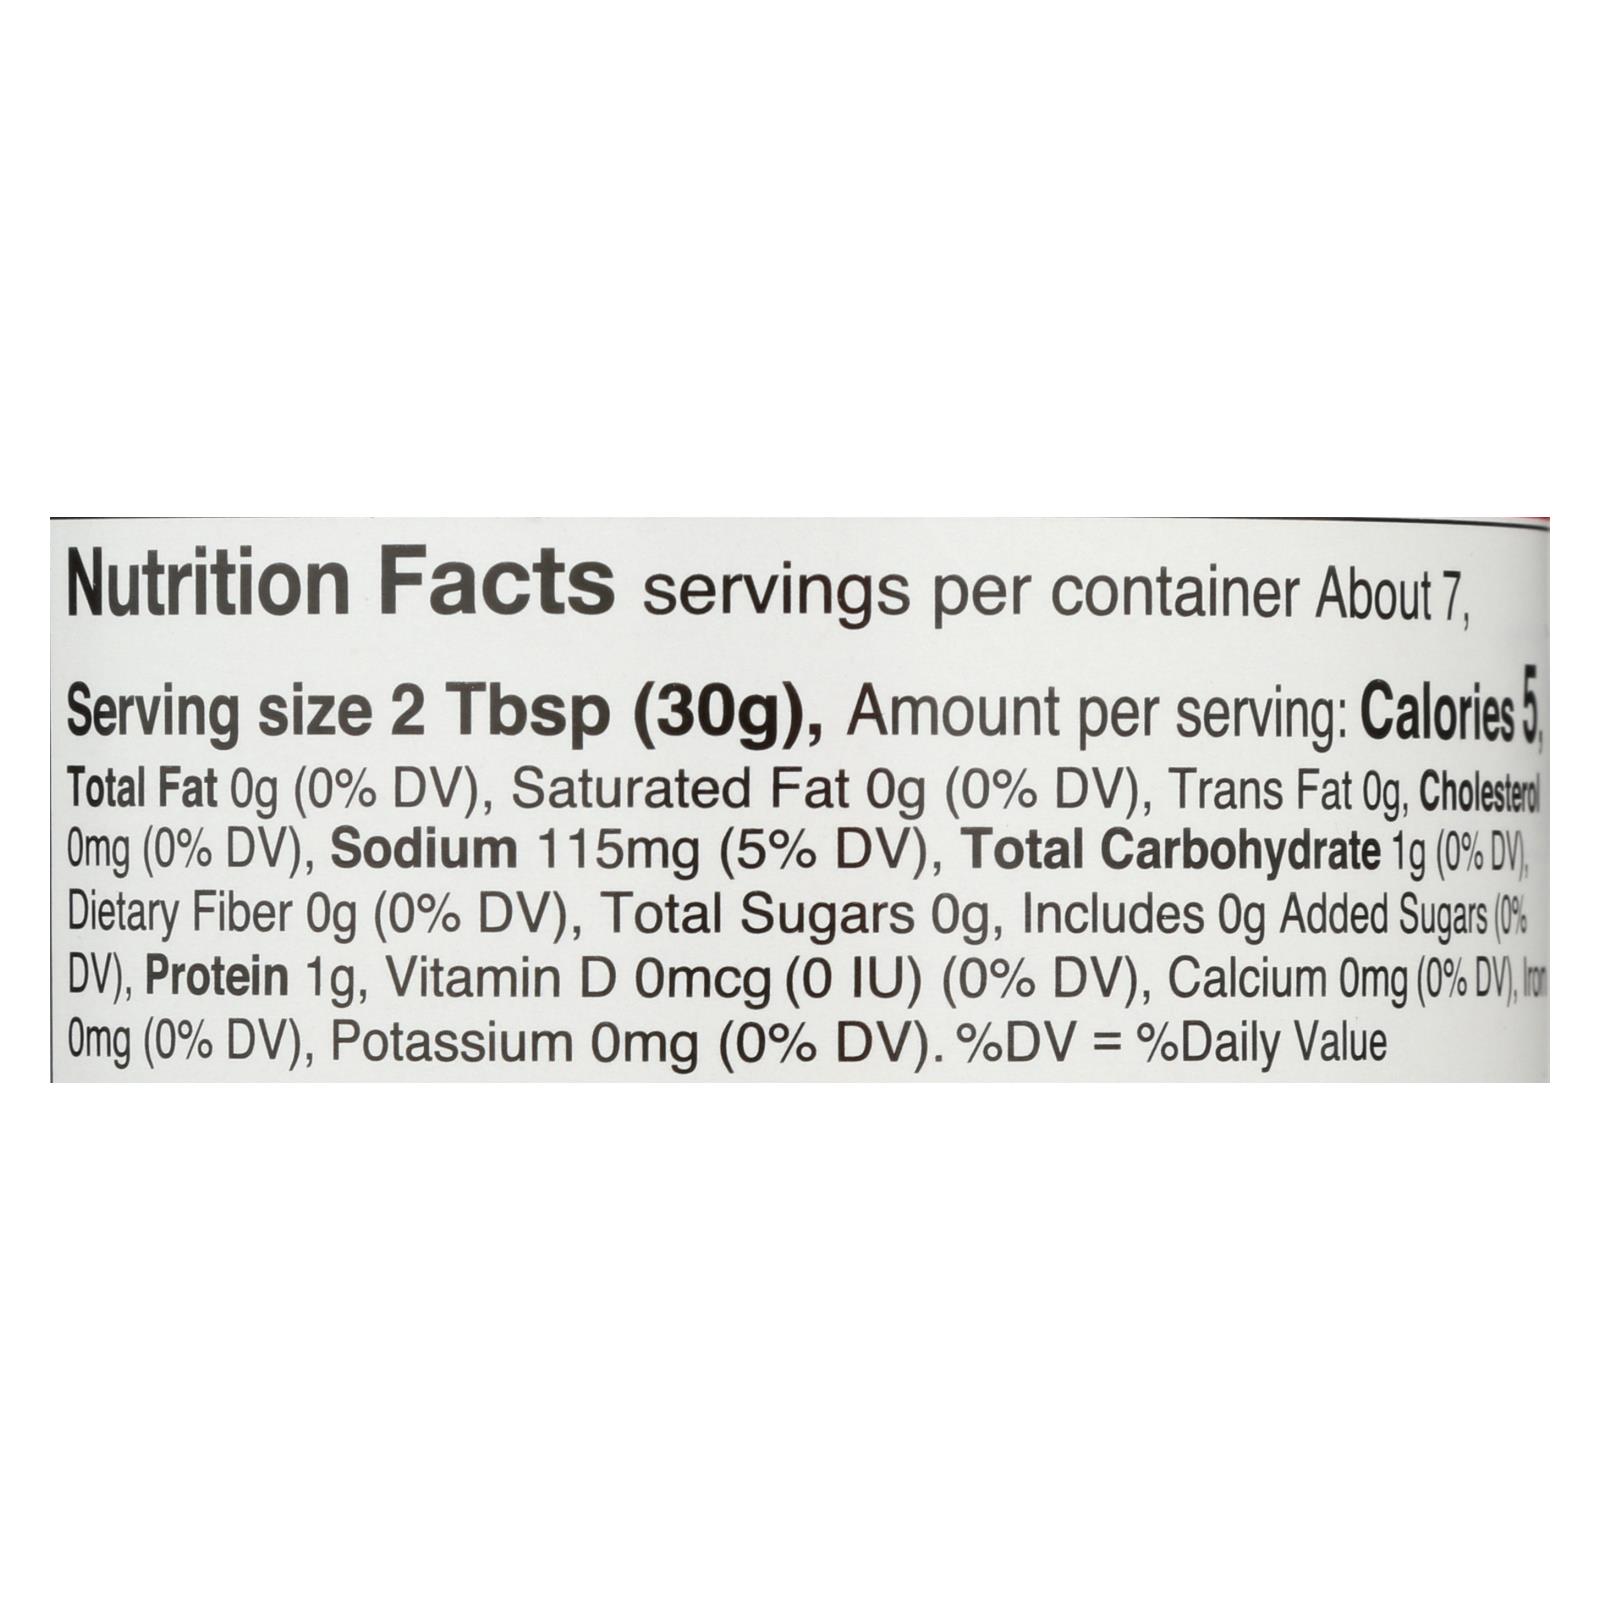 Nutrition Facts servings per container About 7,
Serving size 2 Tbsp (30g), Amount per serving: Calories 5,
Total Fat 0g (0% DV), Saturated Fat 0g (0% DV), Trans Fat 0g, Cholesterol
0mg (0% DV), Sodium 115mg (5% DV), Total Carbohydrate 1g (0% DV),
Dietary Fiber 0g (0% DV), Total Sugars 0g, Includes 0g Added Sugars (0%
DV), Protein 1g, Vitamin D 0mcg (0 IU) (0% DV), Calcium 0mg (0% DV), Iron
0mg (0% DV), Potassium 0mg (0% DV). %DV = %Daily Value